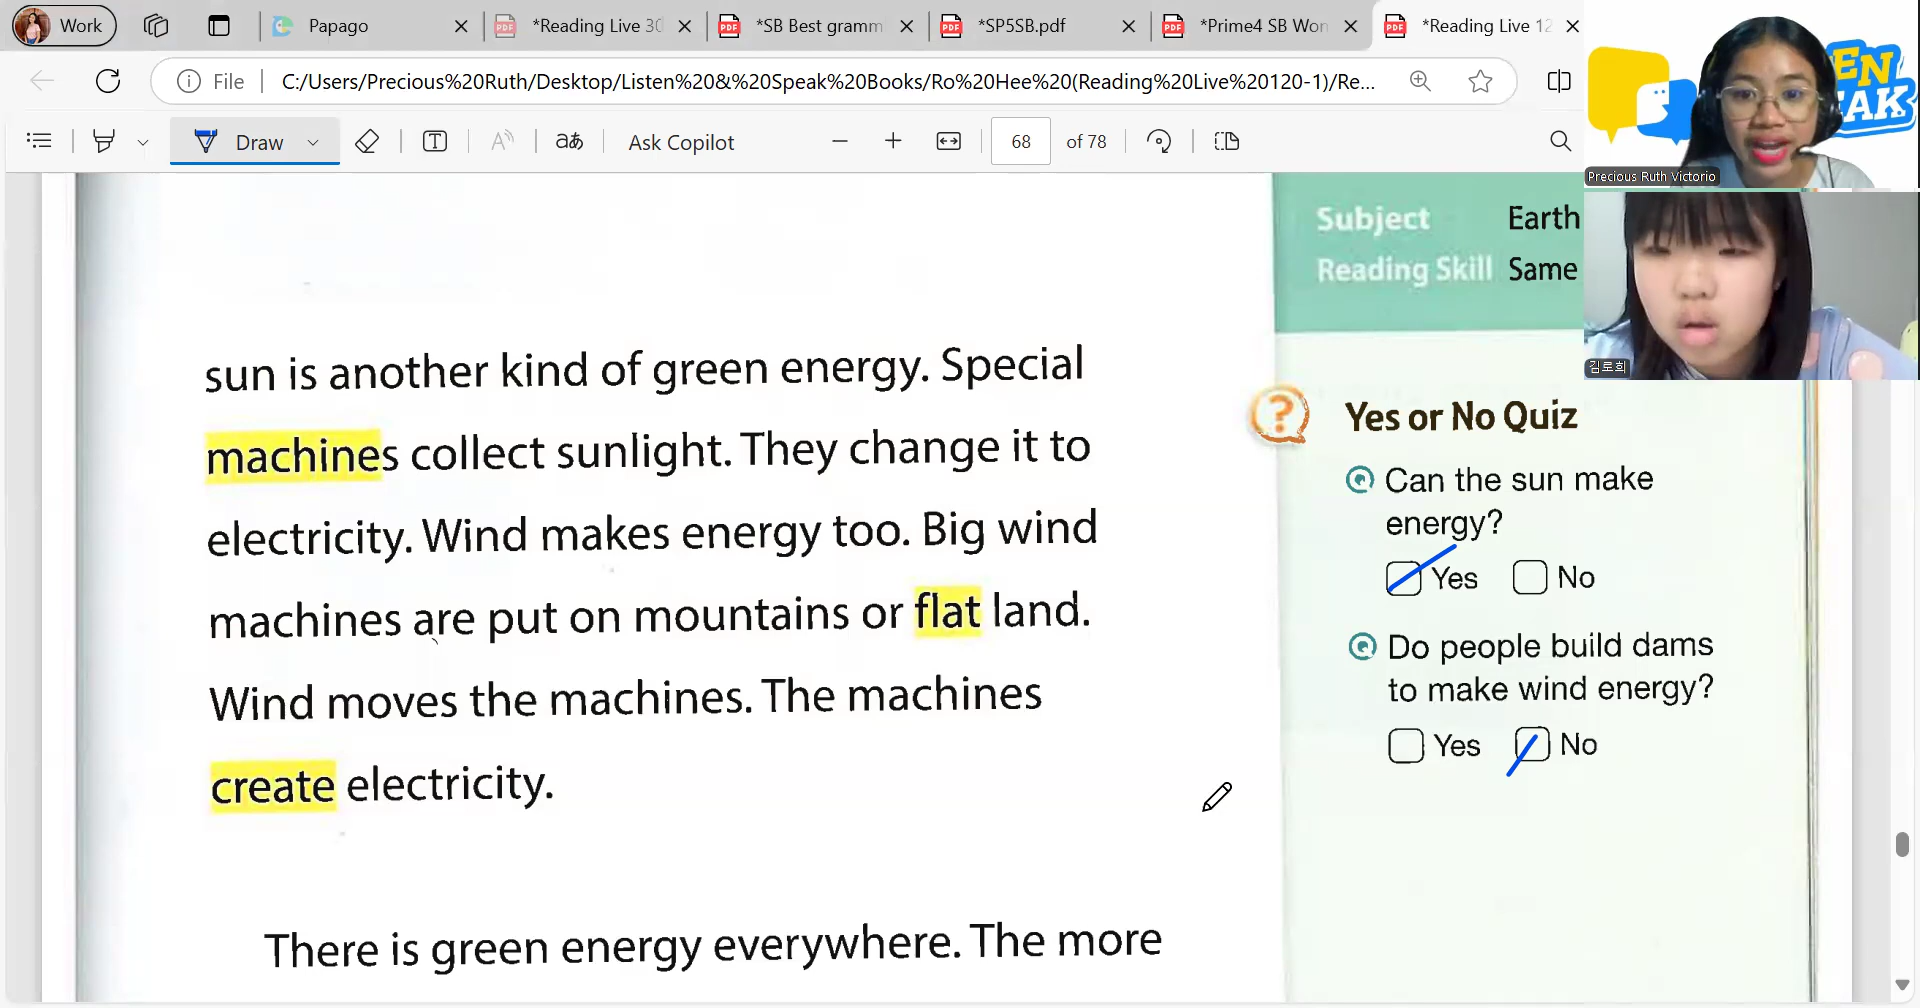 Work
Papago
*Reading Live 30
*SB Best gramm
*SP5SB.pdf
*Prime4 SB Won
*Reading Live 12
File
C:/Users/Precious%20Ruth/Desktop/Listen%20&%20Speak%20Books/Ro%20Hee%20(Reading%20Live%20120-1)/Re...
Draw
Ask Copilot
68 of 78
EN
EAK
Precious Ruth Victorio
김로희
Subject Earth
Reading Skill Same
sun is another kind of green energy. Special
machines collect sunlight. They change it to
electricity. Wind makes energy too. Big wind
machines are put on mountains or flat land.
Wind moves the machines. The machines
create electricity.
There is green energy everywhere. The more
Yes or No Quiz
Q Can the sun make
energy?
Yes No
Q Do people build dams
to make wind energy?
Yes No